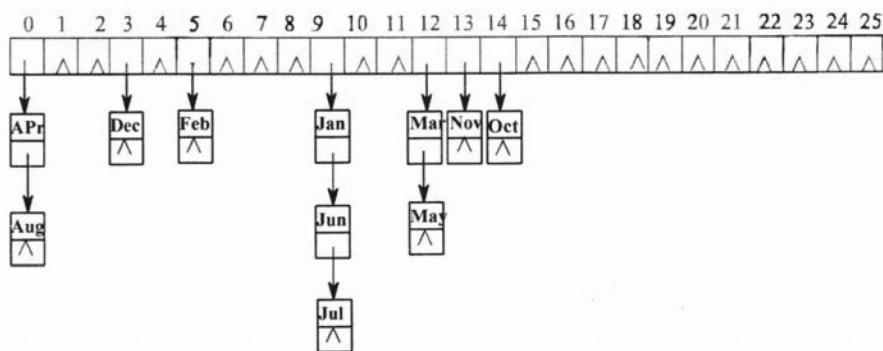 0 1 2 3 4 5 6 7 8 9 10 11 12 13 14 15 16 17 18 19 20 21 22 23 24 25
∧ ∧ ∧ ∧ ∧ ∧ ∧ ∧ ∧ ∧ ∧ ∧ ∧ ∧ ∧ ∧ ∧ ∧ ∧
APr Dec Feb Jan Mar Nov Oct
∧ ∧ ∧ ∧
Aug Jun May
∧ ∧
Jul
∧